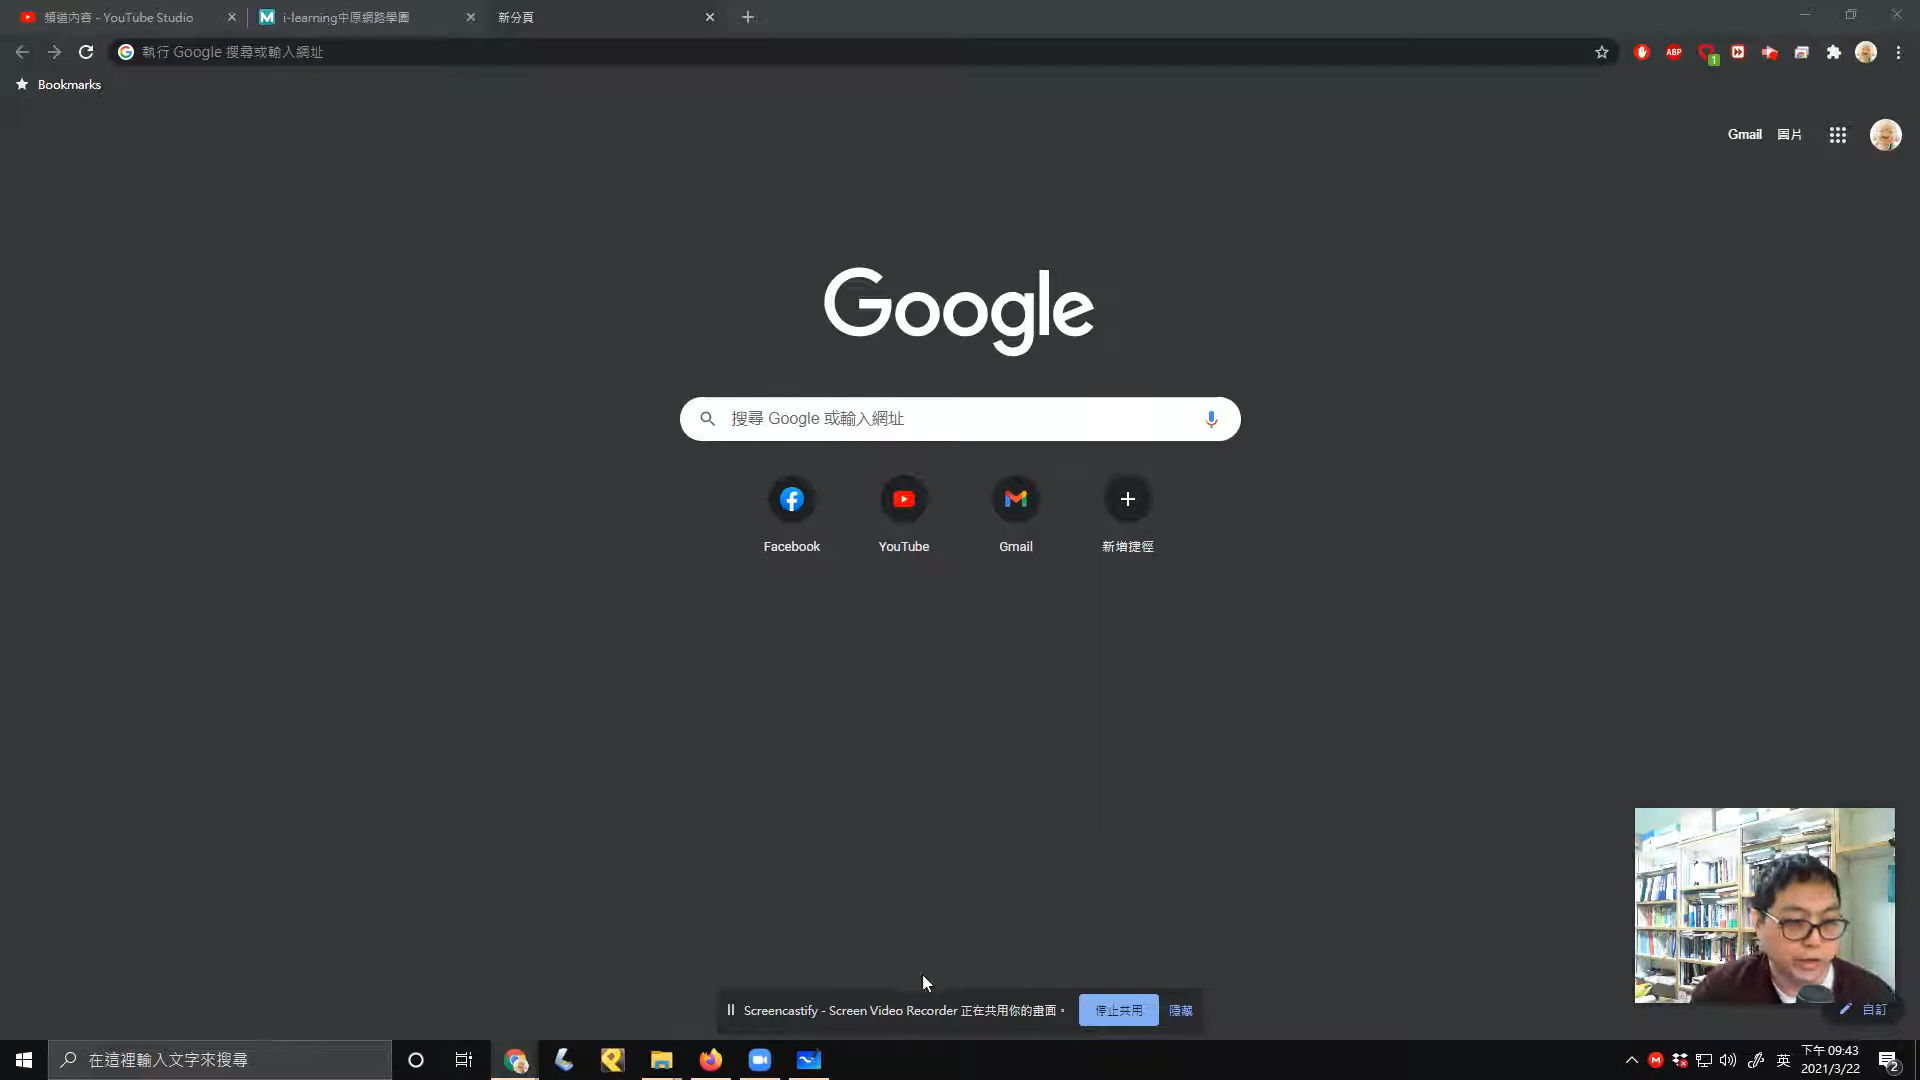 頻道內容 - YouTube Studio
i-learning中原網路學園
新分頁
執行 Google 搜尋或輸入網址
ABP
1
Bookmarks
Gmail
圖片
Google
搜尋 Google 或輸入網址
Facebook
YouTube
Gmail
新增捷徑
Screencastify - Screen Video Recorder 正在共用你的畫面。
停止共用
隱藏
自訂
在這裡輸入文字來搜尋
英
下午 09:43
2021/3/22
2